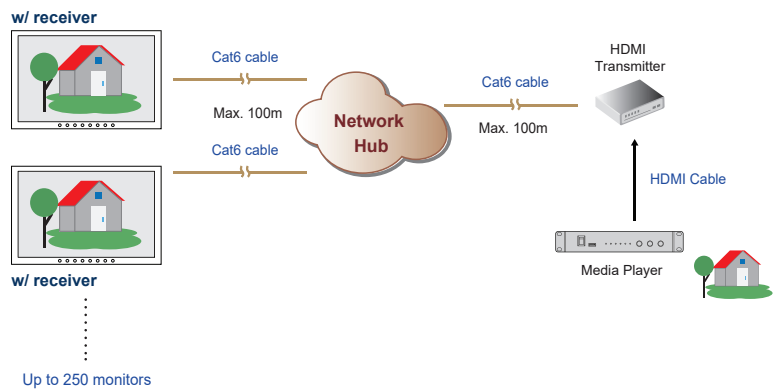 w/ receiver
Cat6 cable
Max. 100m
Cat6 cable
Network
Hub
Cat6 cable
Max. 100m
HDMI
Transmitter
HDMI Cable
Media Player
w/ receiver
Up to 250 monitors